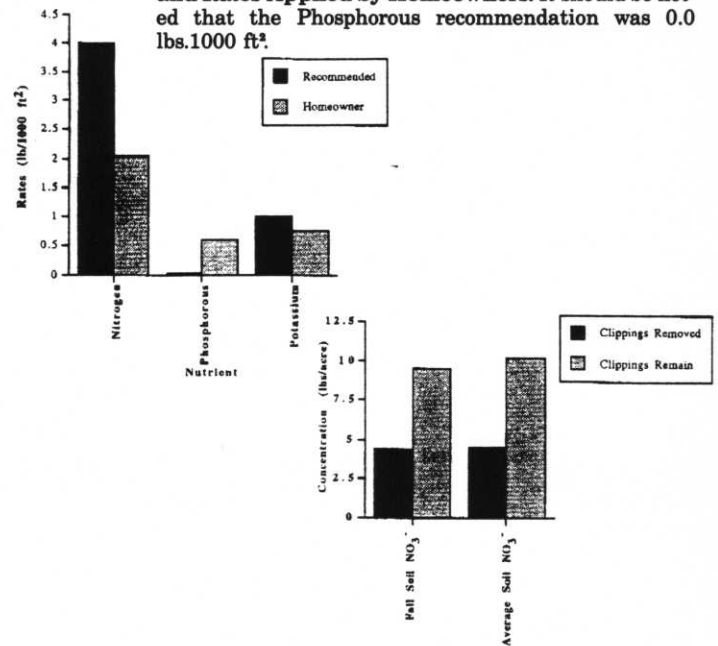 ed that the Phosphorous recommendation was 0.0
lbs.1000 ft².
4.5
4
3.5
3
2.5
2
1.5
1
0.5
0
Rates (lb/1000 ft²)
Recommended
Homeowner
Nitrogen
Phosphorous
Potassium
Nutrient
12.5
10
7.5
5
2.5
0
Concentration (lbs/acre)
Clippings Removed
Clippings Remain
Fall Soil NO₃⁻
Average Soil NO₃⁻